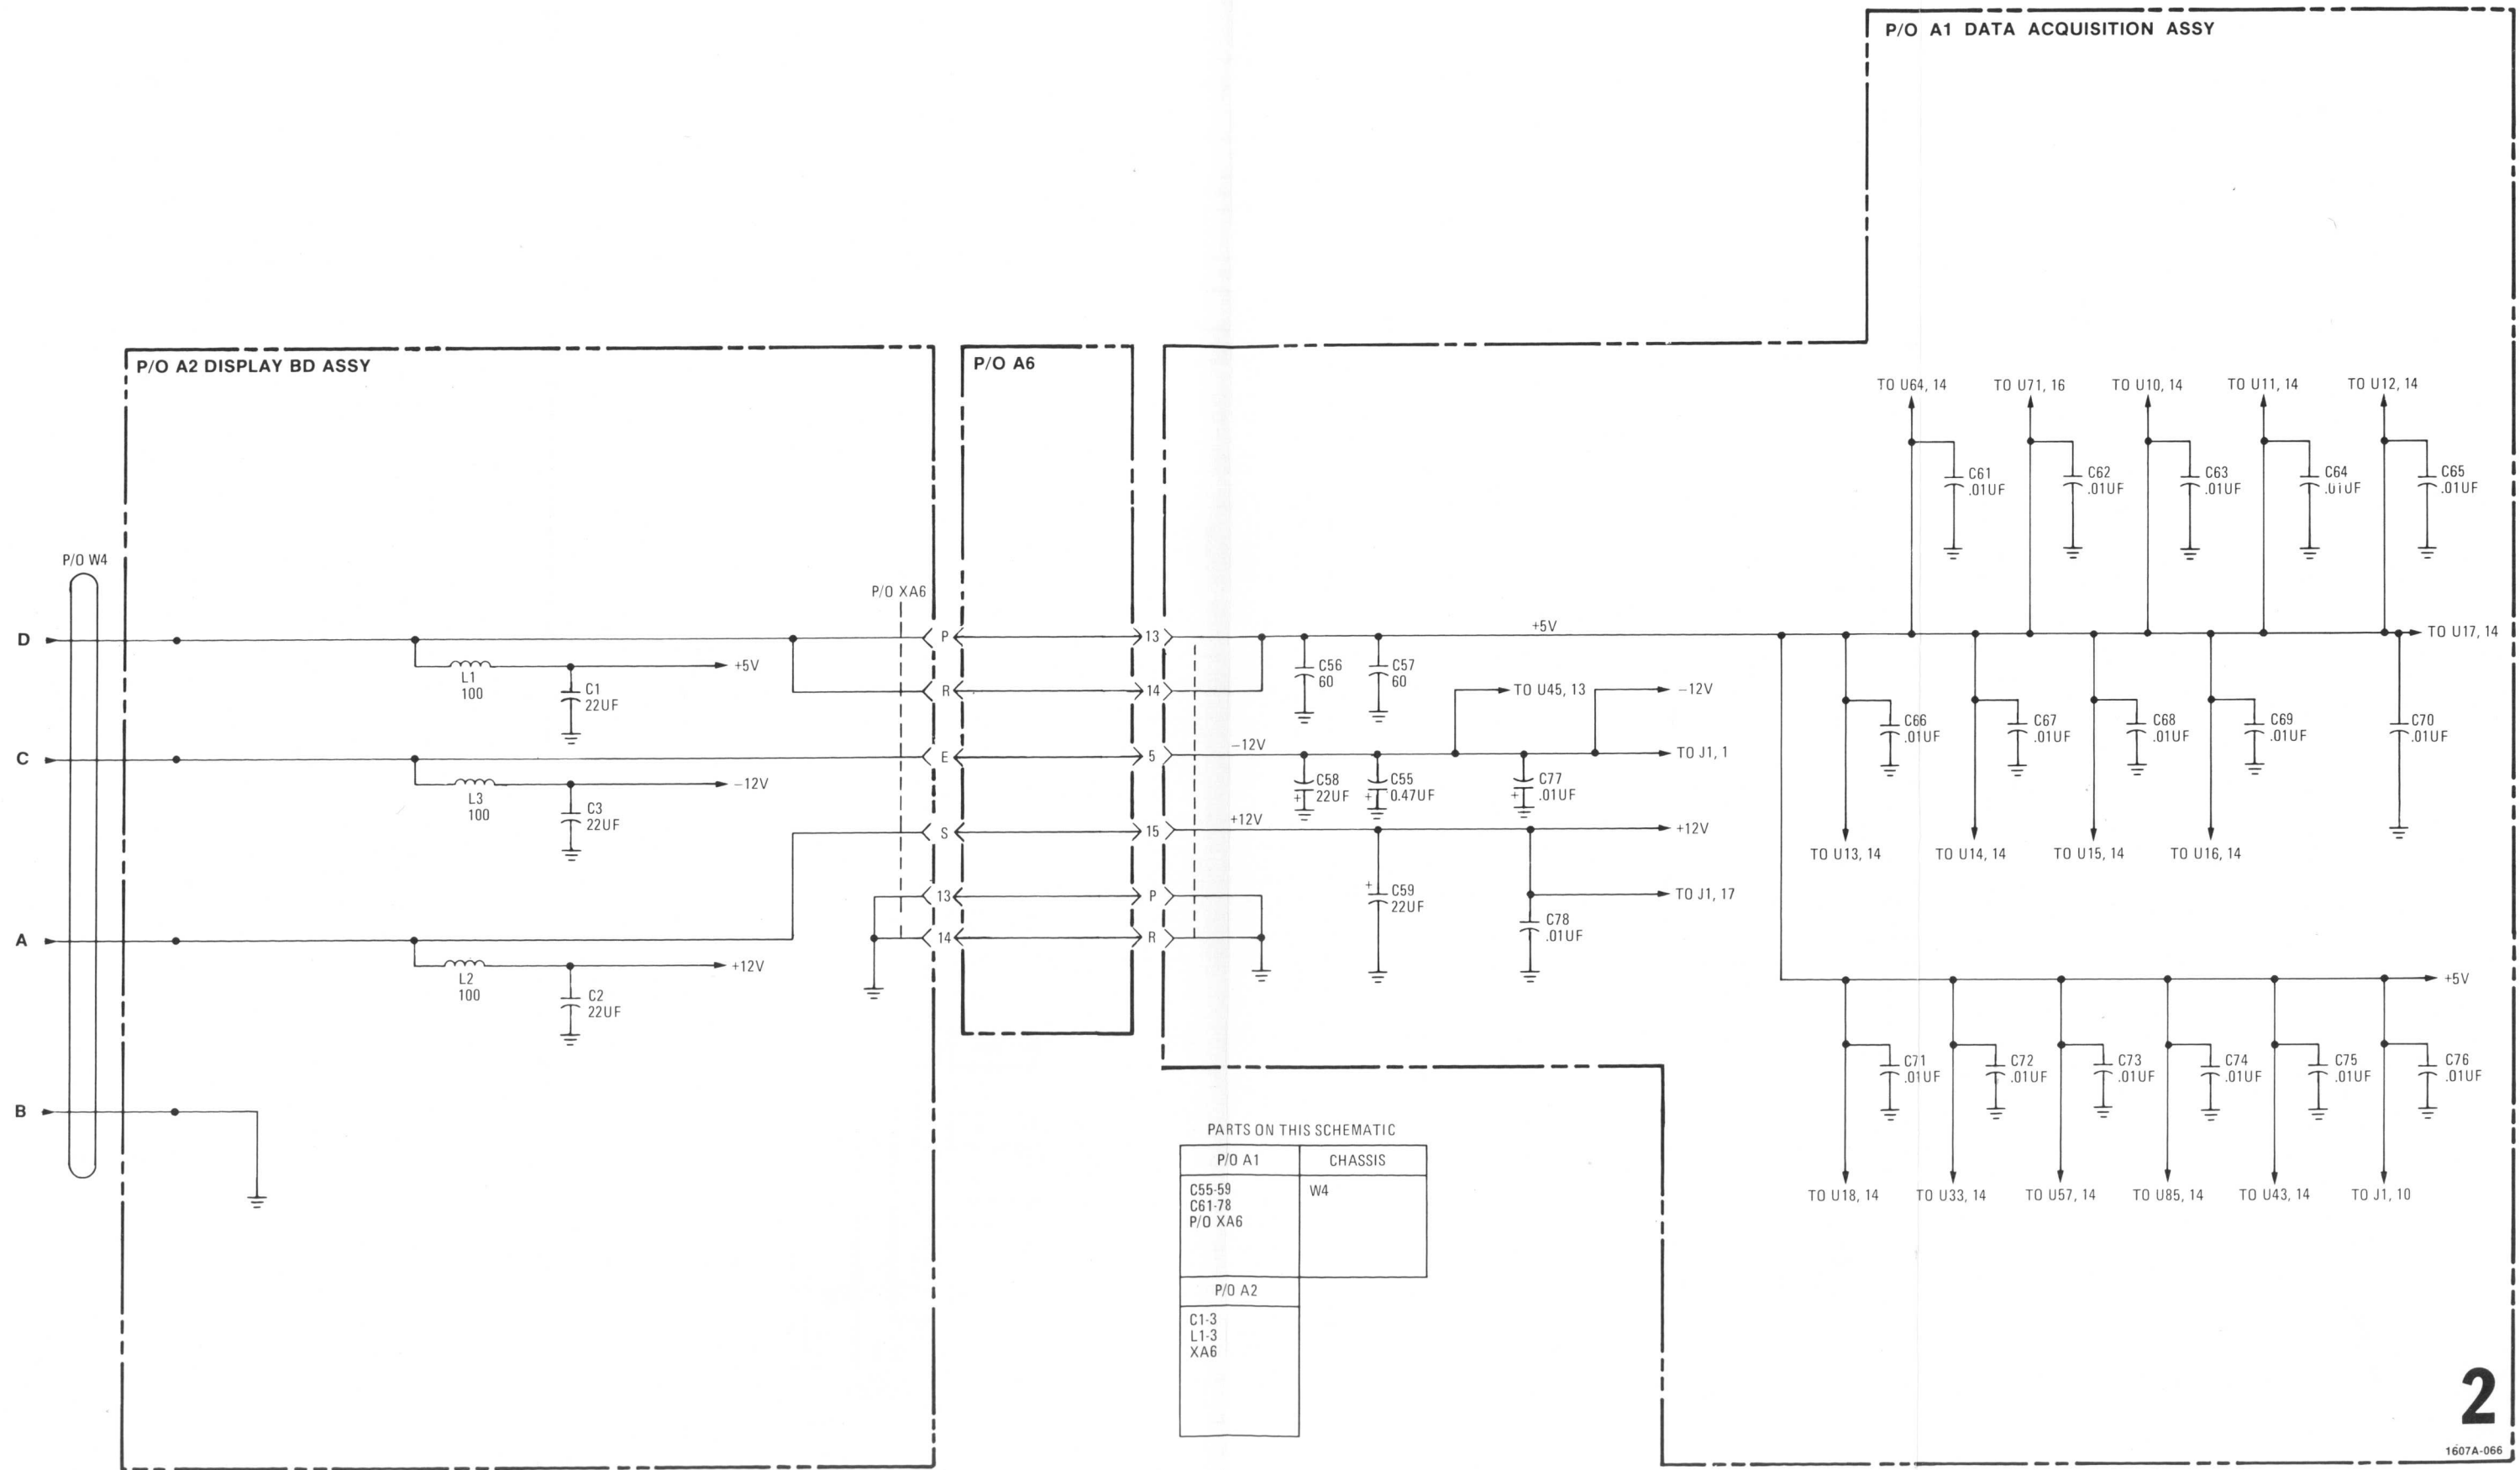 P/O A1 DATA ACQUISITION ASSY
P/O A2 DISPLAY BD ASSY
P/O A6
TO U64, 14
TO U71, 16
TO U10, 14
TO U11, 14
TO U12, 14
C61
.01UF
C62
.01UF
C63
.01UF
C64
.01UF
C65
.01UF
P/O W4
P/O XA6
D
P
13
+5V
TO U17, 14
L1
100
C1
22UF
+5V
R
14
C56
60
C57
60
TO U45, 13
-12V
C66
.01UF
C67
.01UF
C68
.01UF
C69
.01UF
C70
.01UF
C
E
5
-12V
TO J1, 1
L3
100
C3
22UF
-12V
C58
+ 22UF
C55
+ 0.47UF
C77
+ .01UF
S
15
+12V
+12V
TO U13, 14
TO U14, 14
TO U15, 14
TO U16, 14
13
P
+ C59
22UF
TO J1, 17
C78
.01UF
A
14
R
L2
100
C2
22UF
+12V
+5V
C71
.01UF
C72
.01UF
C73
.01UF
C74
.01UF
C75
.01UF
C76
.01UF
B
TO U18, 14
TO U33, 14
TO U57, 14
TO U85, 14
TO U43, 14
TO J1, 10
PARTS ON THIS SCHEMATIC
P/O A1
CHASSIS
C55-59
C61-78
P/O XA6
W4
P/O A2
C1-3
L1-3
XA6
2
1607A-066